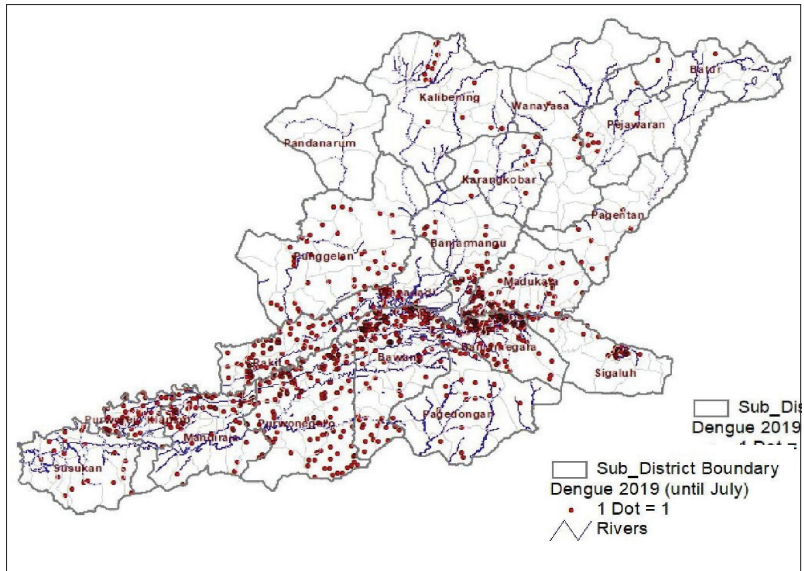 Batur
Kalibening
Wanayasa
Pejawaran
Pandanarum
Karangkobar
Pagentan
Banjarmangu
Punggelan
Madukara
Rakit
Bawang
Banjarnegara
Sigaluh
Pagedongan
Purwonegoro
Mandiraja
Susukan
Sub_Dis
Dengue 2019
1 Dot =
Sub_District Boundary
Dengue 2019 (until July)
1 Dot = 1
Rivers